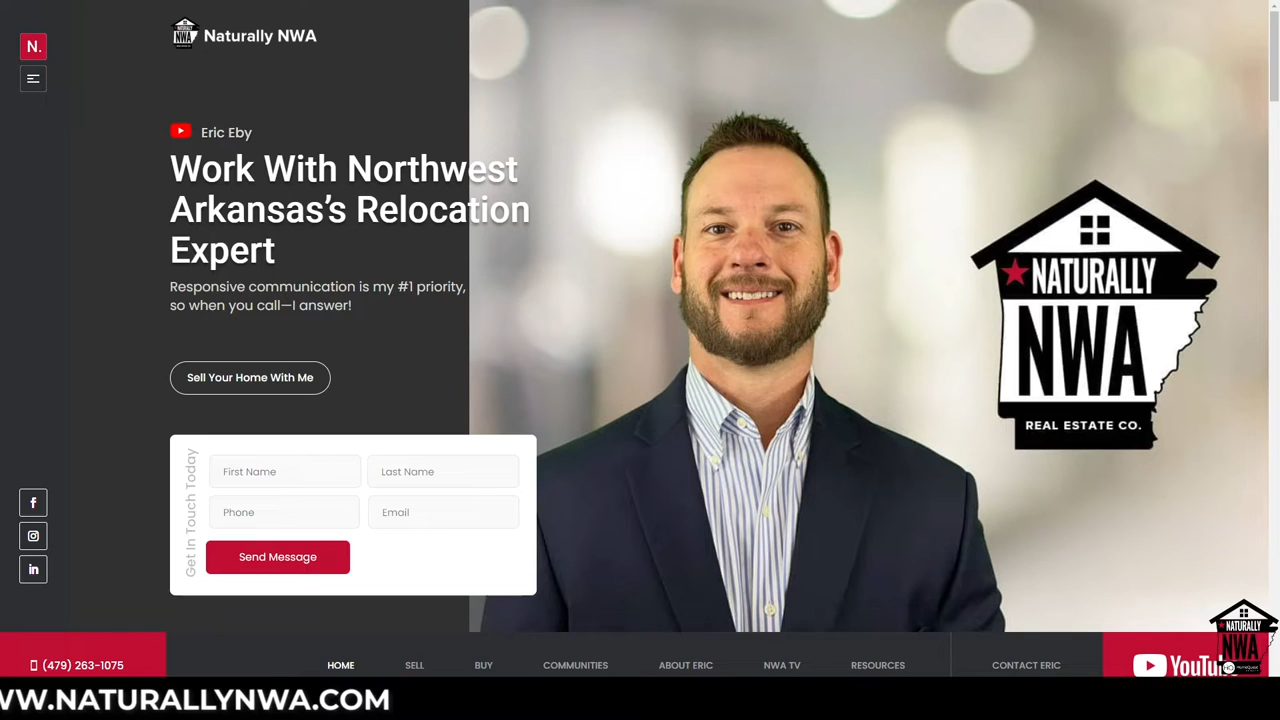 Naturally NWA
N.
Eric Eby
Work With Northwest
Arkansas's Relocation
Expert
Responsive communication is my #1 priority,
so when you call—I answer!
Sell Your Home With Me
Get In Touch Today
First Name
Last Name
Phone
Email
Send Message
NATURALLY
NWA
REAL ESTATE CO.
(479) 263-1075
HOME
SELL
BUY
COMMUNITIES
ABOUT ERIC
NWA TV
RESOURCES
CONTACT ERIC
NATURALLY
NWA
WW.NATURALLYNWA.COM